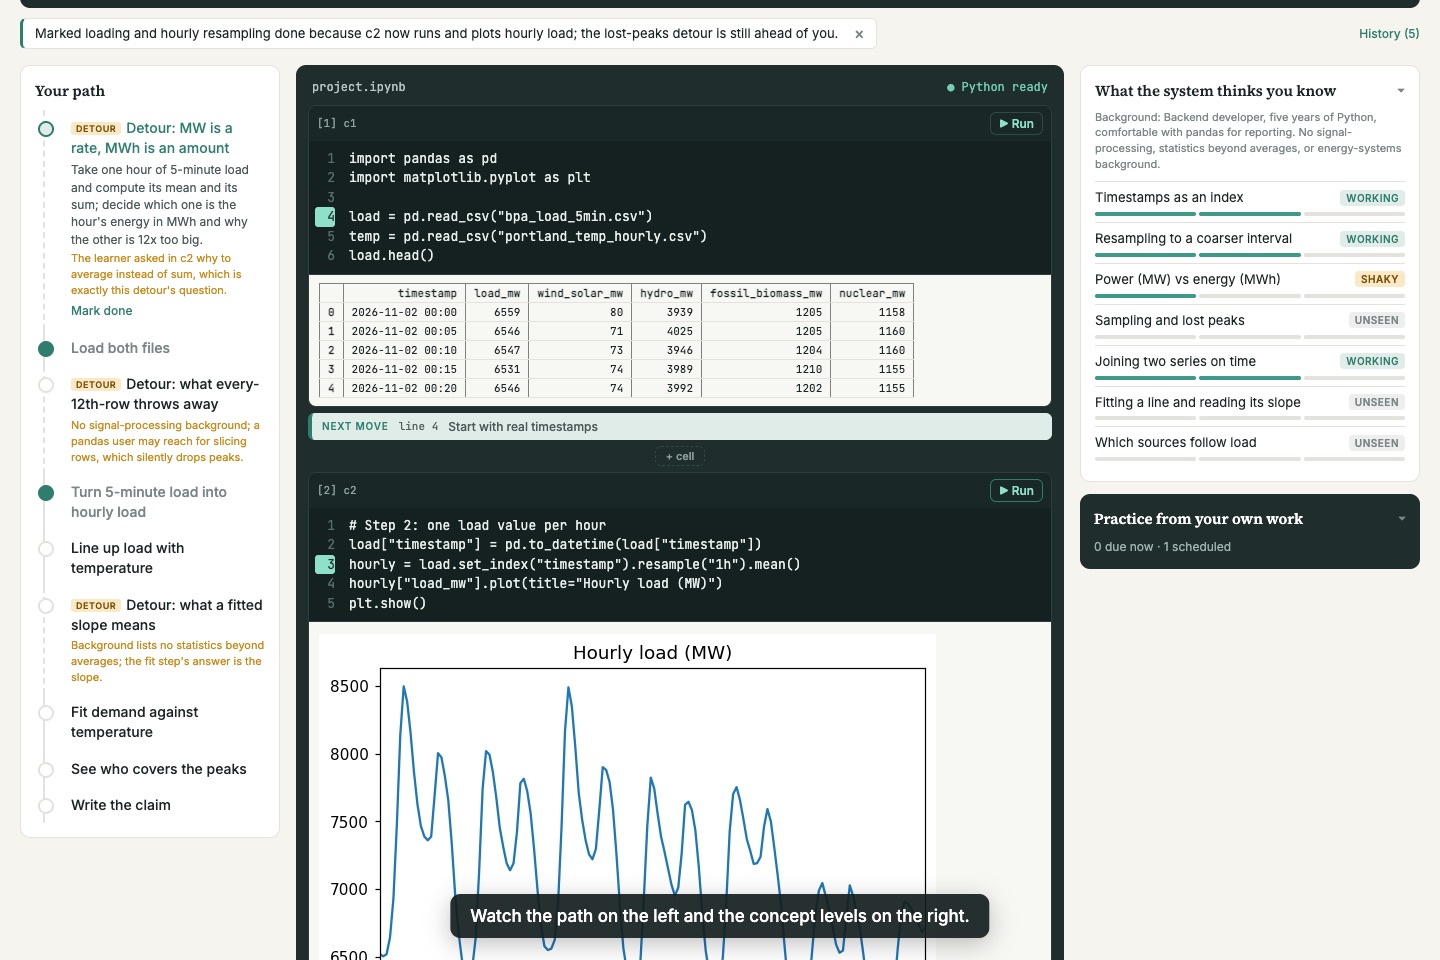 Marked loading and hourly resampling done because c2 now runs and plots hourly load; the lost-peaks detour is still ahead of you. ×
History (5)
Your path
DETOUR Detour: MW is a
rate, MWh is an amount
Take one hour of 5-minute load
and compute its mean and its
sum; decide which one is the
hour's energy in MWh and why
the other is 12x too big.
The learner asked in c2 why to
average instead of sum, which is
exactly this detour's question.
Mark done
Load both files
DETOUR Detour: what every-
12th-row throws away
No signal-processing background; a
pandas user may reach for slicing
rows, which silently drops peaks.
Turn 5-minute load into
hourly load
Line up load with
temperature
DETOUR Detour: what a fitted
slope means
Background lists no statistics beyond
averages; the fit step's answer is the
slope.
Fit demand against
temperature
See who covers the peaks
Write the claim
project.ipynb
Python ready
[1] c1
Run
1 import pandas as pd
2 import matplotlib.pyplot as plt
3
4 load = pd.read_csv("bpa_load_5min.csv")
5 temp = pd.read_csv("portland_temp_hourly.csv")
6 load.head()
timestamp load_mw wind_solar_mw hydro_mw fossil_biomass_mw nuclear_mw
0 2026-11-02 00:00 6559 80 3939 1205 1158
1 2026-11-02 00:05 6546 71 4025 1205 1160
2 2026-11-02 00:10 6547 73 3946 1204 1160
3 2026-11-02 00:15 6531 74 3989 1210 1155
4 2026-11-02 00:20 6546 74 3992 1202 1155
NEXT MOVE line 4 Start with real timestamps
+ cell
[2] c2
Run
1 # Step 2: one load value per hour
2 load["timestamp"] = pd.to_datetime(load["timestamp"])
3 hourly = load.set_index("timestamp").resample("1h").mean()
4 hourly["load_mw"].plot(title="Hourly load (MW)")
5 plt.show()
Hourly load (MW)
8500
8000
7500
7000
6500
Watch the path on the left and the concept levels on the right.
What the system thinks you know
Background: Backend developer, five years of Python,
comfortable with pandas for reporting. No signal-
processing, statistics beyond averages, or energy-systems
background.
Timestamps as an index WORKING
Resampling to a coarser interval WORKING
Power (MW) vs energy (MWh) SHAKY
Sampling and lost peaks UNSEEN
Joining two series on time WORKING
Fitting a line and reading its slope UNSEEN
Which sources follow load UNSEEN
Practice from your own work
0 due now · 1 scheduled